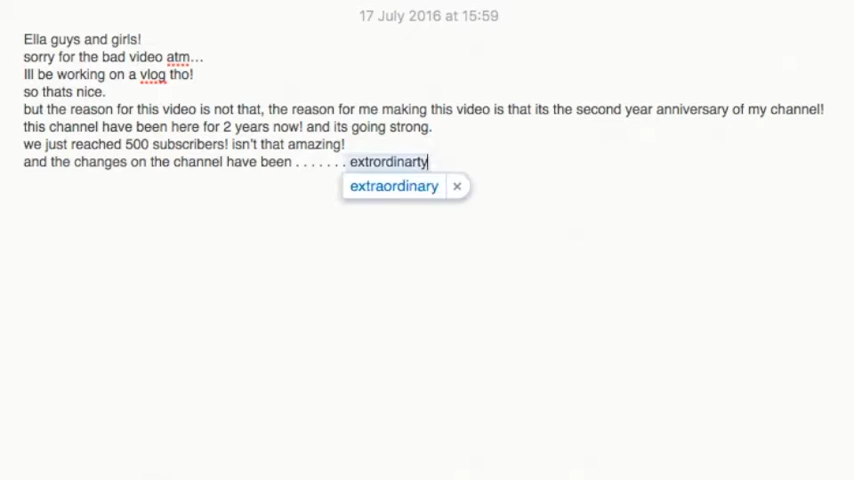 17 July 2016 at 15:59
Ella guys and girls!
sorry for the bad video atm...
Ill be working on a vlog tho!
so thats nice.
but the reason for this video is not that, the reason for me making this video is that its the second year anniversary of my channel!
this channel have been here for 2 years now! and its going strong.
we just reached 500 subscribers! isn't that amazing!
and the changes on the channel have been . . . . . . . extrordinarty
extraordinary ×